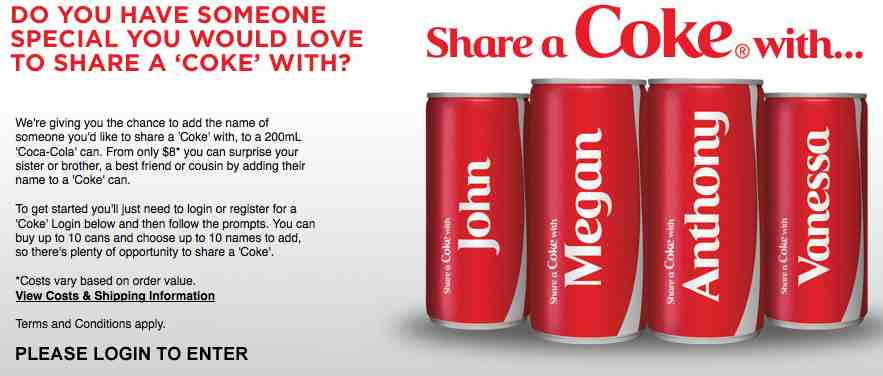 DO YOU HAVE SOMEONE
SPECIAL YOU WOULD LOVE
TO SHARE A ‘COKE’ WITH?
We're giving you the chance to add the name of
someone you'd like to share a 'Coke' with, to a 200mL
'Coca-Cola' can. From only $8* you can surprise your
sister or brother, a best friend or cousin by adding their
name to a 'Coke' can.
To get started you'll just need to login or register for a
'Coke' Login below and then follow the prompts. You can
buy up to 10 cans and choose up to 10 names to add,
so there's plenty of opportunity to share a 'Coke'.
*Costs vary based on order value.
View Costs & Shipping Information
Terms and Conditions apply.
PLEASE LOGIN TO ENTER
Share a Coke® with...
Share a Coke with
John
Share a Coke with
Megan
Share a Coke with
Anthony
Share a Coke with
Vanessa